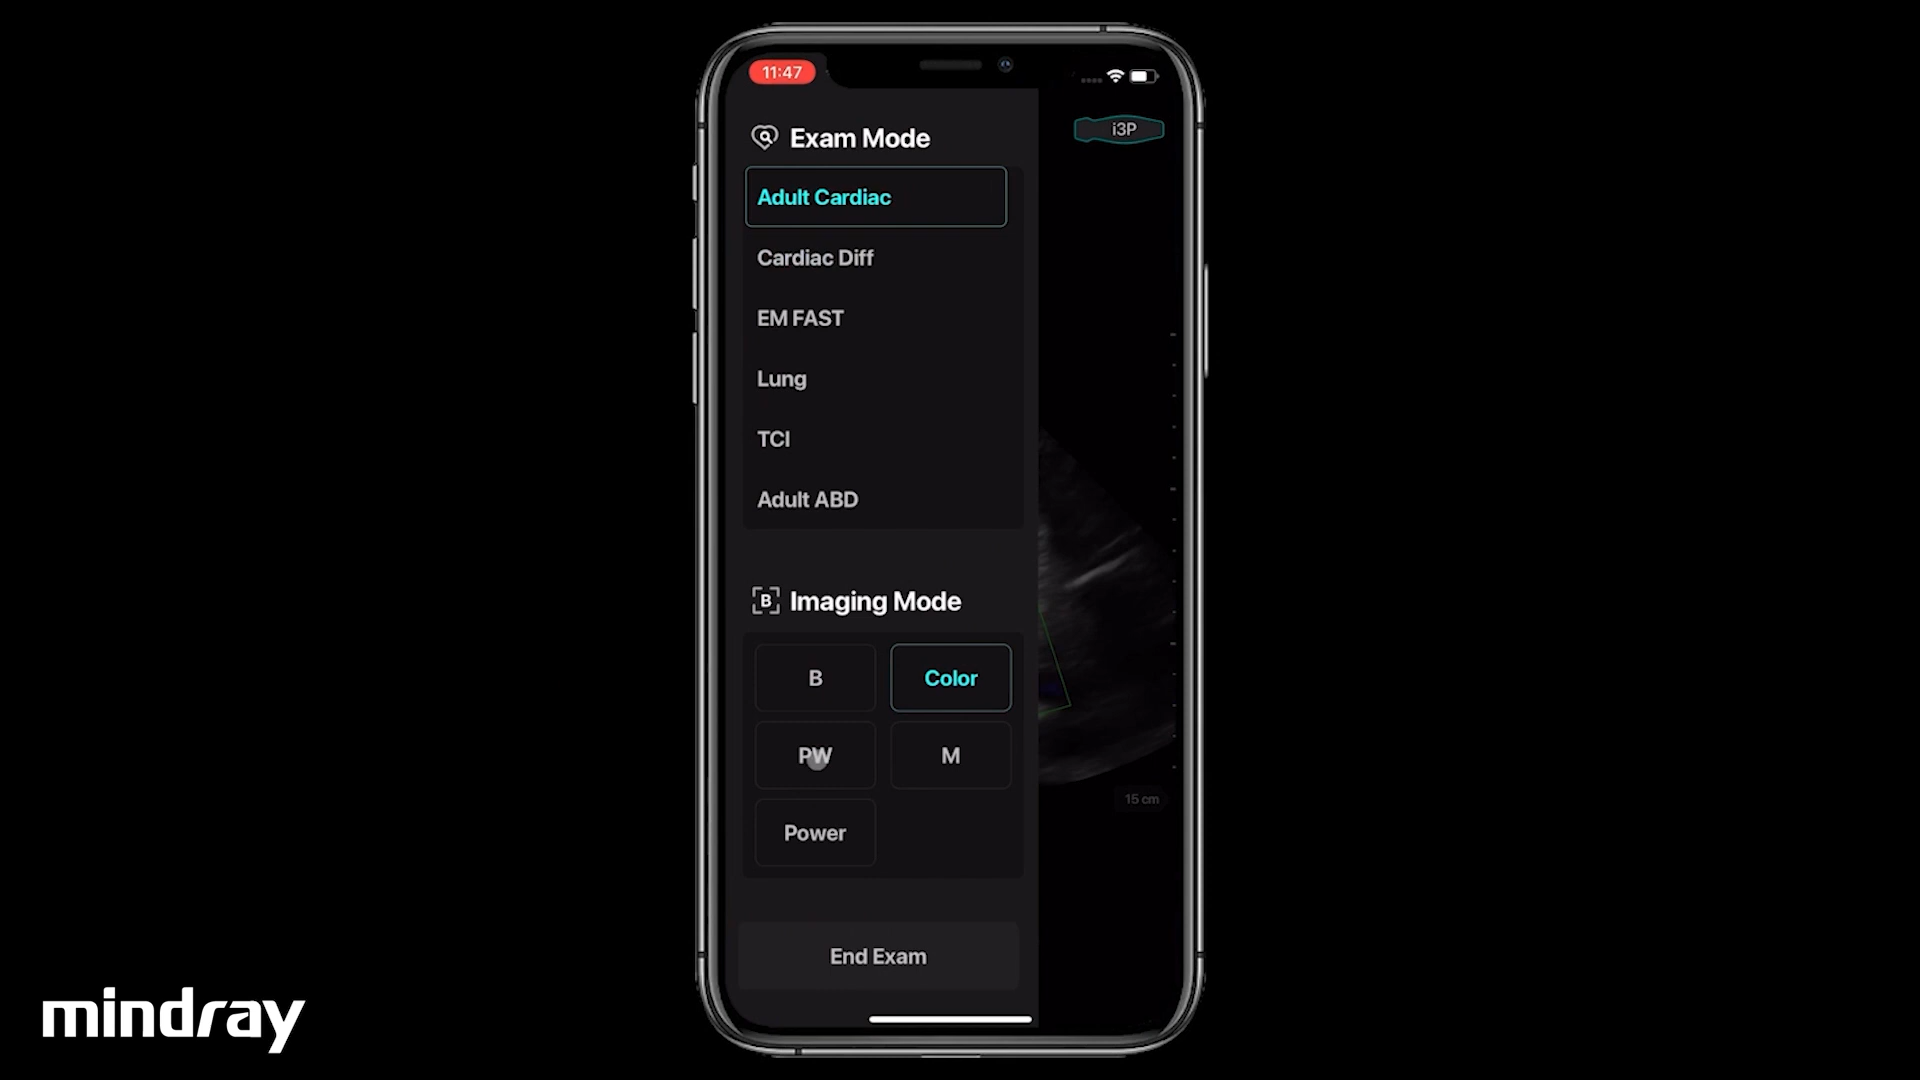 11:47
i3P
Exam Mode
Adult Cardiac
Cardiac Diff
EM FAST
Lung
TCI
Adult ABD
B Imaging Mode
B
Color
PW
M
Power
15 cm
End Exam
mindray